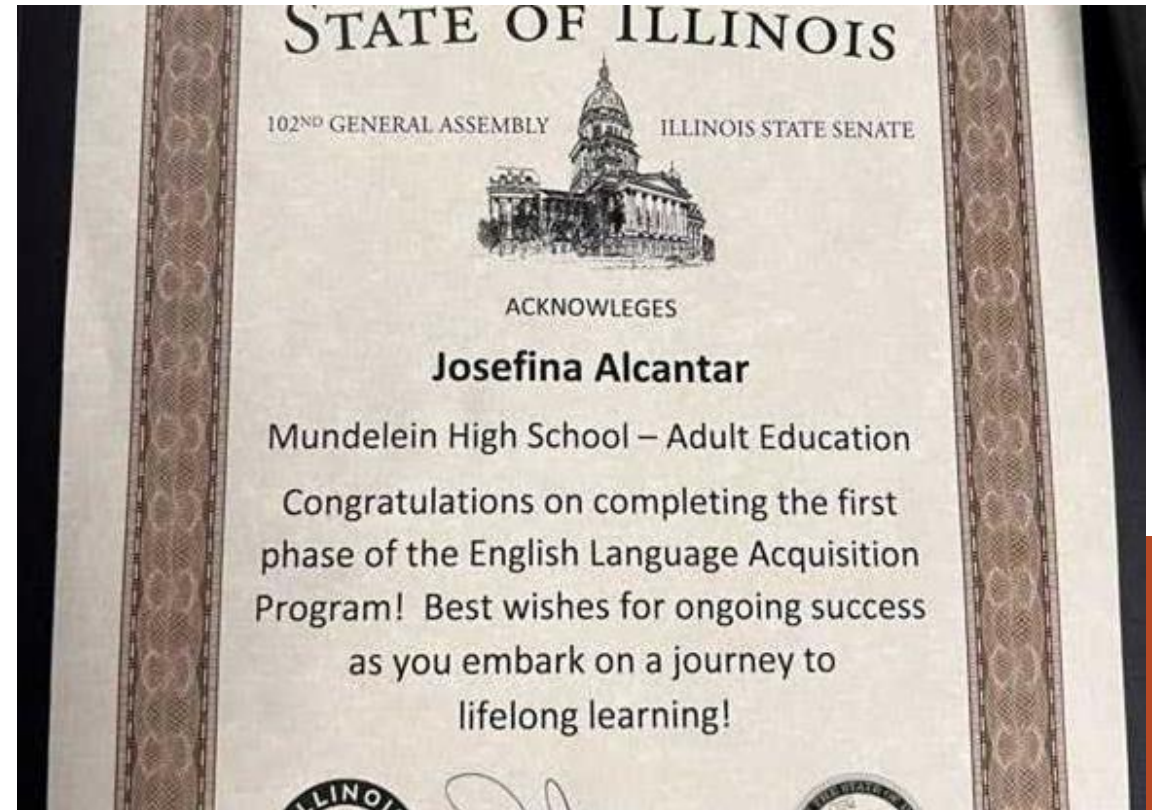 STATE OF ILLINOIS
102ND GENERAL ASSEMBLY ILLINOIS STATE SENATE
ACKNOWLEGES
Josefina Alcantar
Mundelein High School – Adult Education
Congratulations on completing the first
phase of the English Language Acquisition
Program! Best wishes for ongoing success
as you embark on a journey to
lifelong learning!